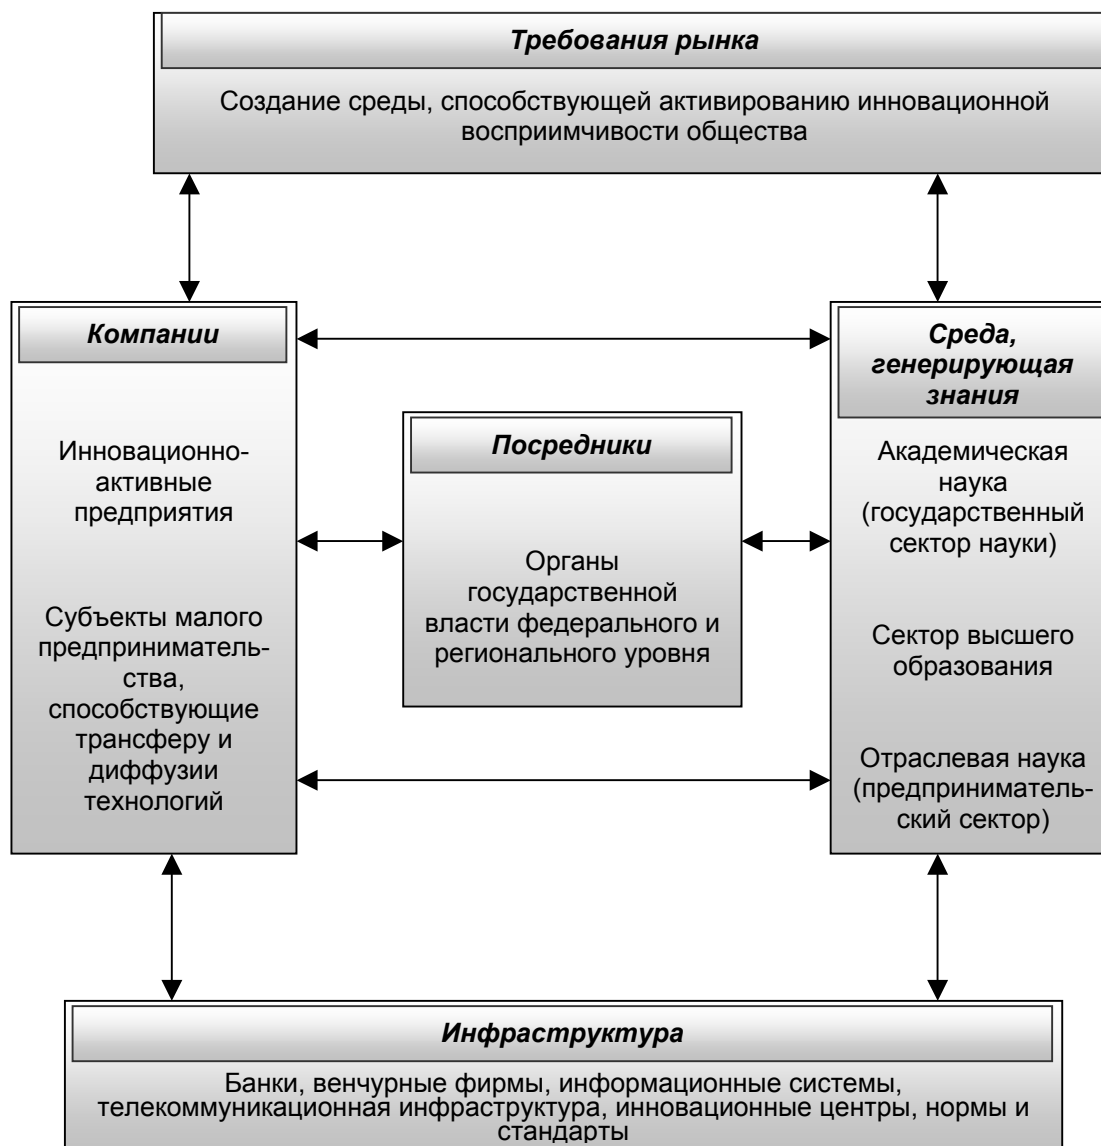 Требования рынка
Создание среды, способствующей активированию инновационной
восприимчивости общества
Компании
Инновационно-
активные
предприятия
Субъекты малого
предприниматель-
ства,
способствующие
трансферу и
диффузии
технологий
Посредники
Органы
государственной
власти федерального и
регионального уровня
Среда,
генерирующая
знания
Академическая
наука
(государственный
сектор науки)
Сектор высшего
образования
Отраслевая наука
(предприниматель-
ский сектор)
Инфраструктура
Банки, венчурные фирмы, информационные системы,
телекоммуникационная инфраструктура, инновационные центры, нормы и
стандарты